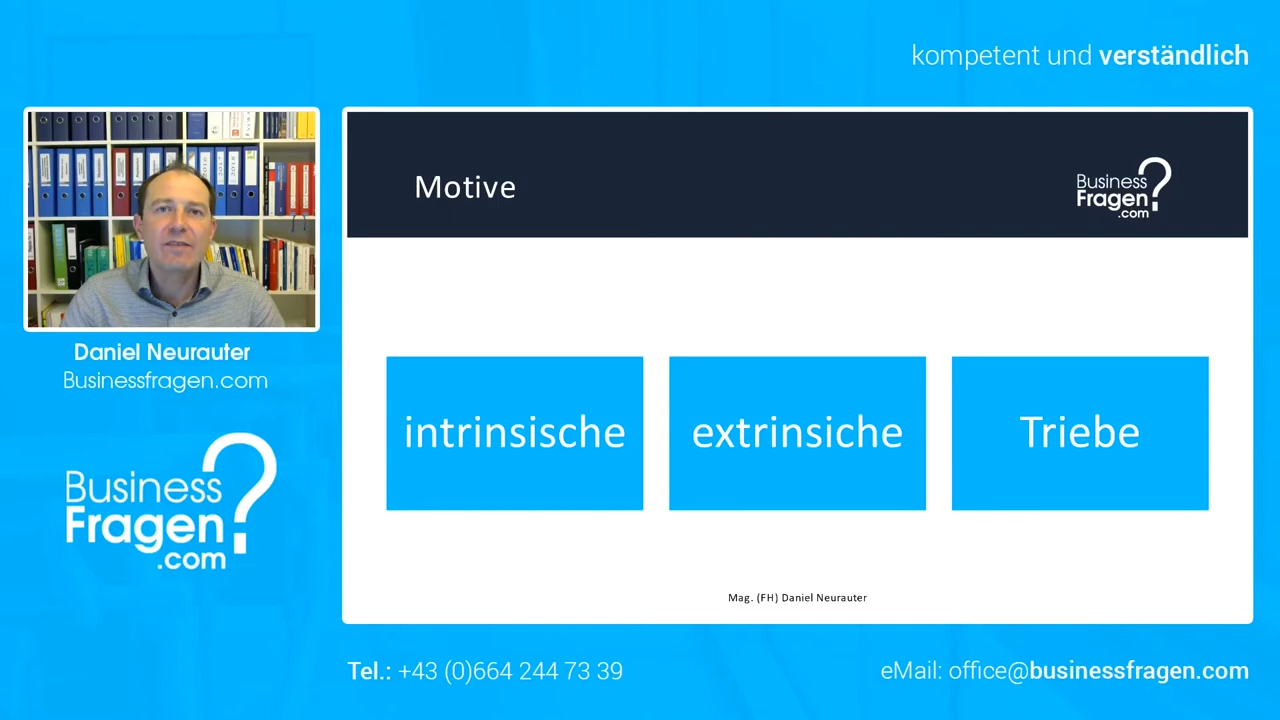 kompetent und verständlich
Motive
Business
Fragen?
.com
Daniel Neurauter
Businessfragen.com
Business
Fragen?
.com
intrinsische
extrinsiche
Triebe
Mag. (FH) Daniel Neurauter
Tel.: +43 (0)664 244 73 39
eMail: office@businessfragen.com